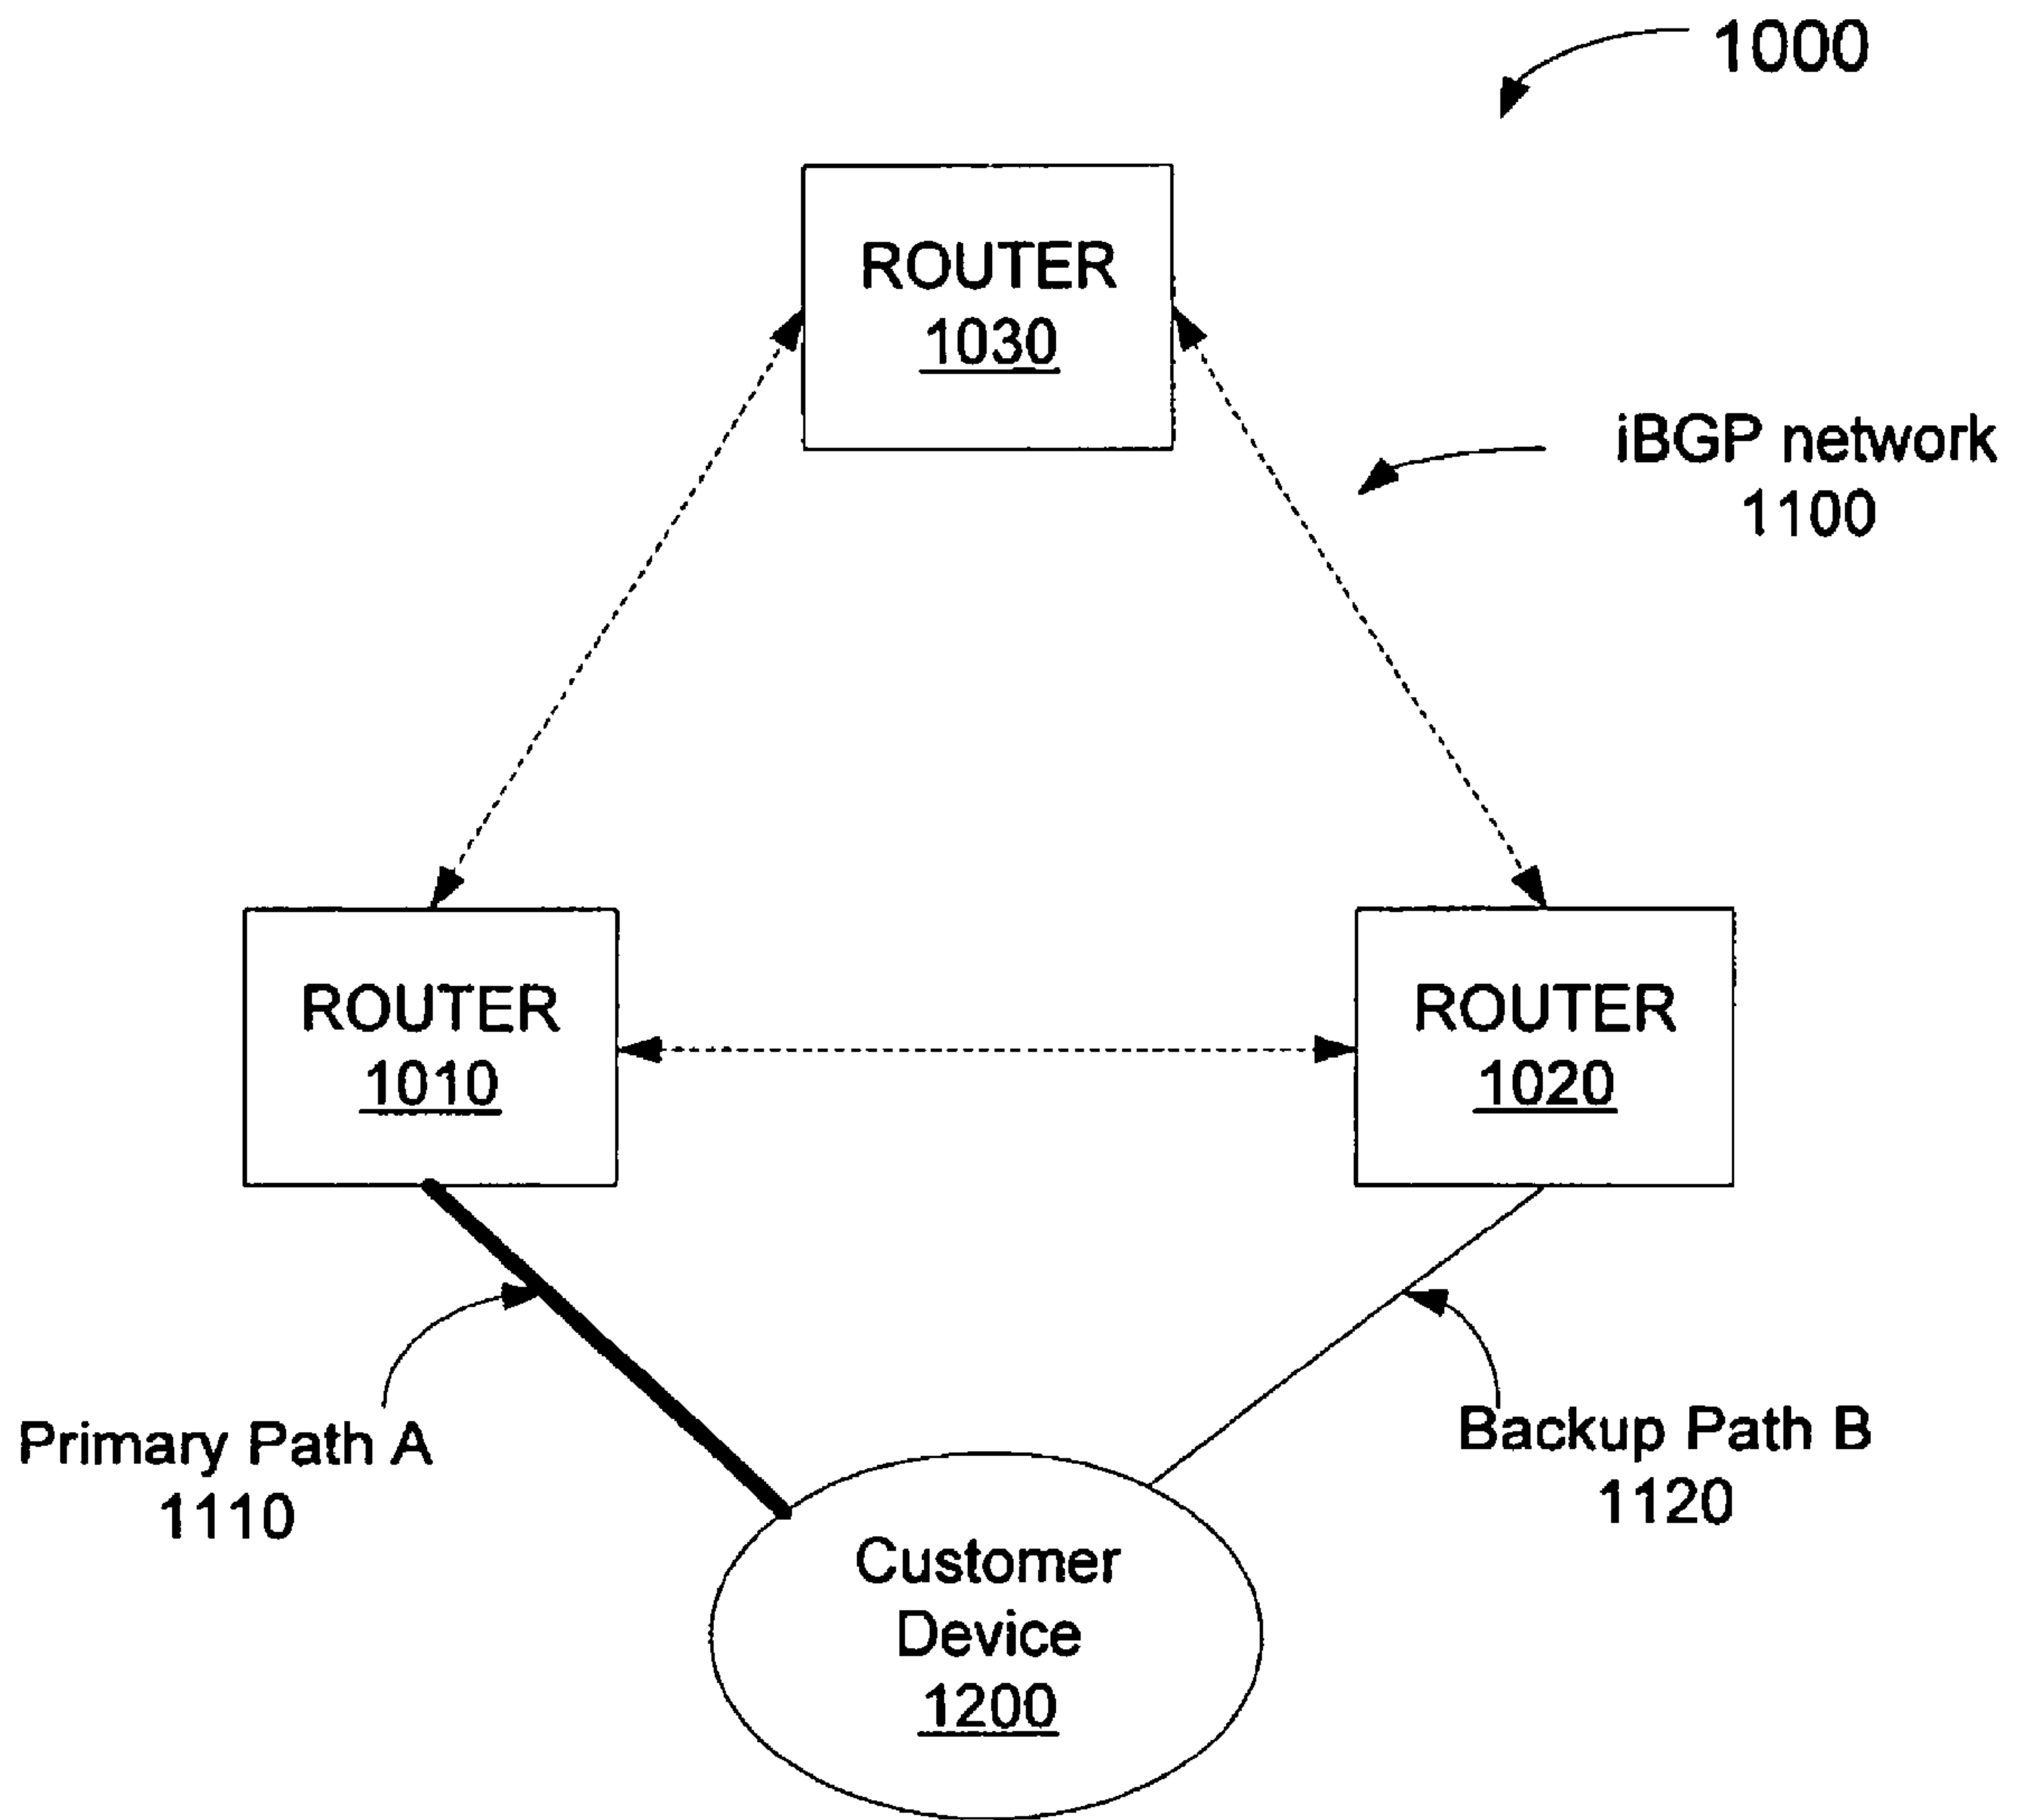 1000
ROUTER
1030
iBGP network
1100
ROUTER
1010
ROUTER
1020
Primary Path A
1110
Backup Path B
1120
Customer
Device
1200